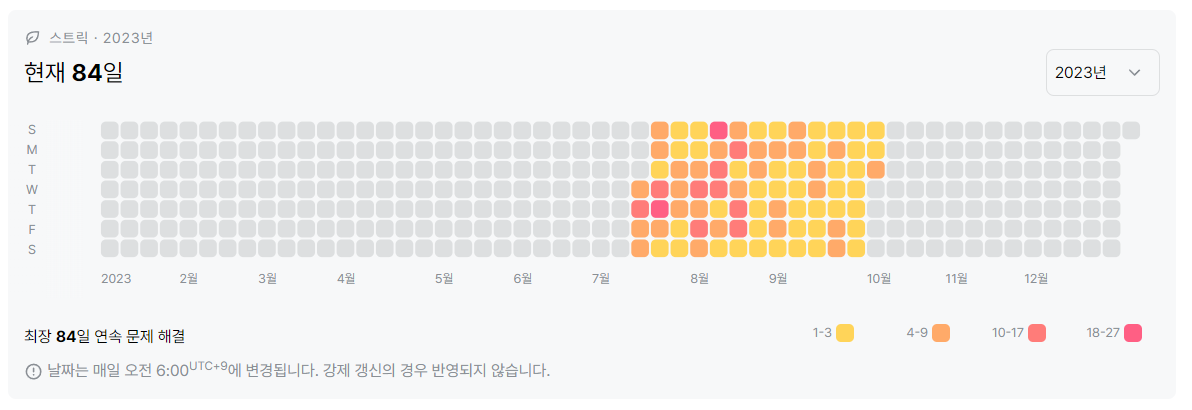 스트릭 · 2023년
현재 84일
2023년
S
M
T
W
T
F
S
2023 2월 3월 4월 5월 6월 7월 8월 9월 10월 11월 12월
최장 84일 연속 문제 해결
1-3 4-9 10-17 18-27
날짜는 매일 오전 6:00UTC+9에 변경됩니다. 강제 갱신의 경우 반영되지 않습니다.